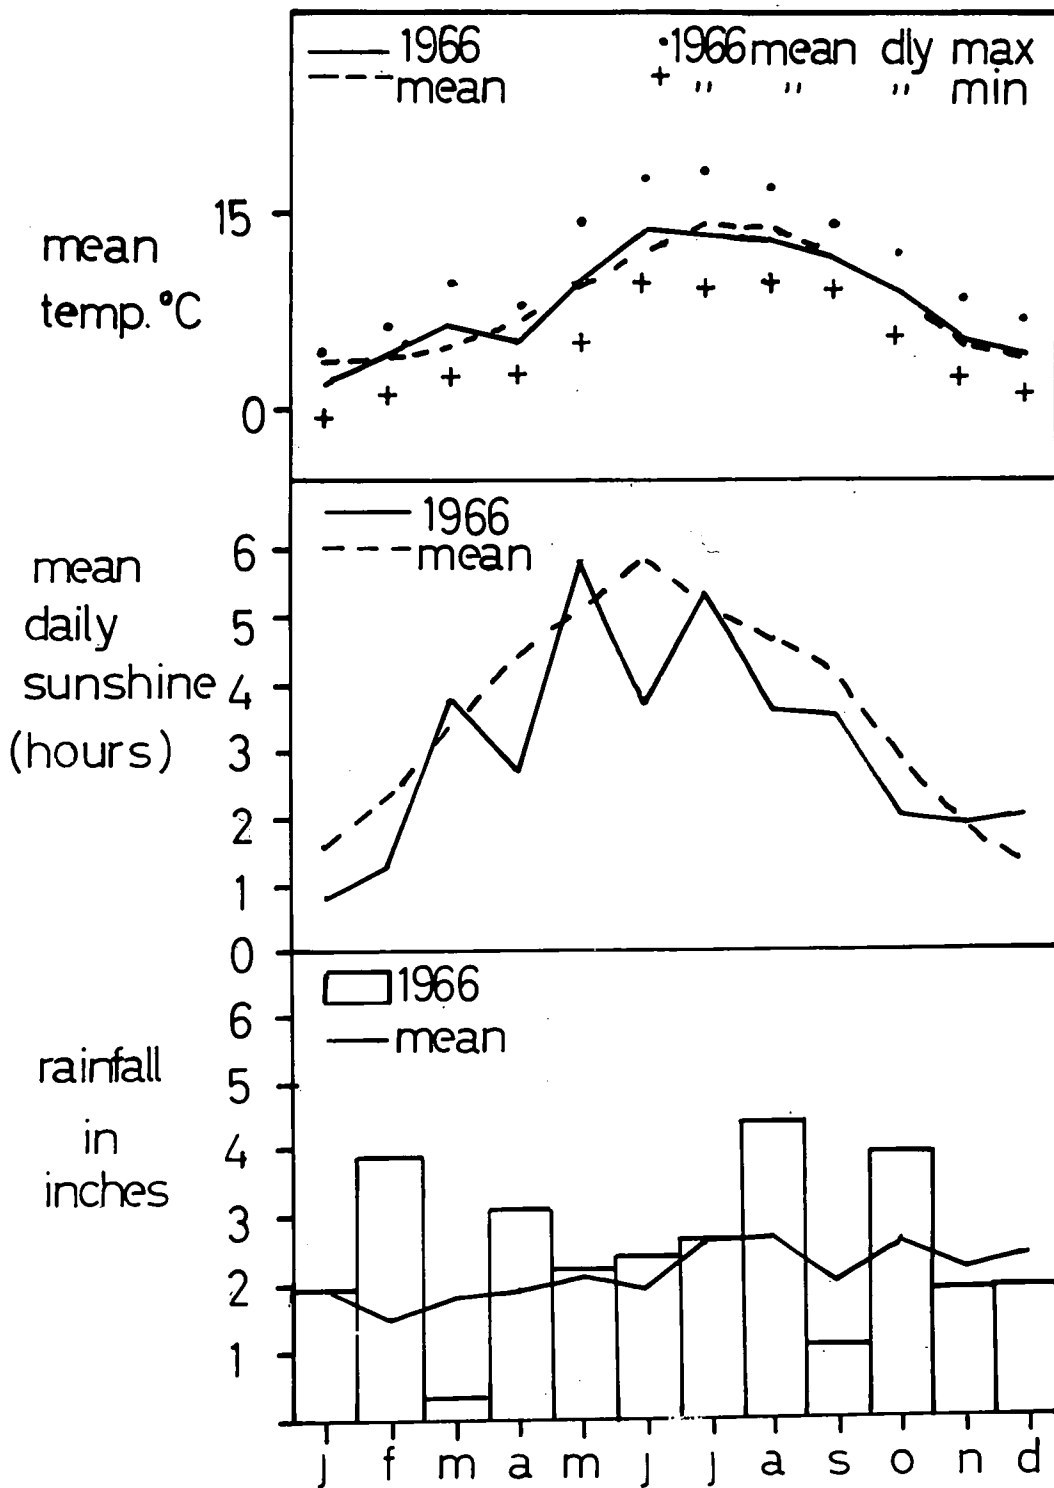 1966
mean
· 1966 mean dly max
+ " " " min
mean
temp. °C
15
0
1966
mean
mean
daily
sunshine
(hours)
6
5
4
3
2
1
0
1966
mean
rainfall
in
inches
6
5
4
3
2
1
j f m a m j j a s o n d